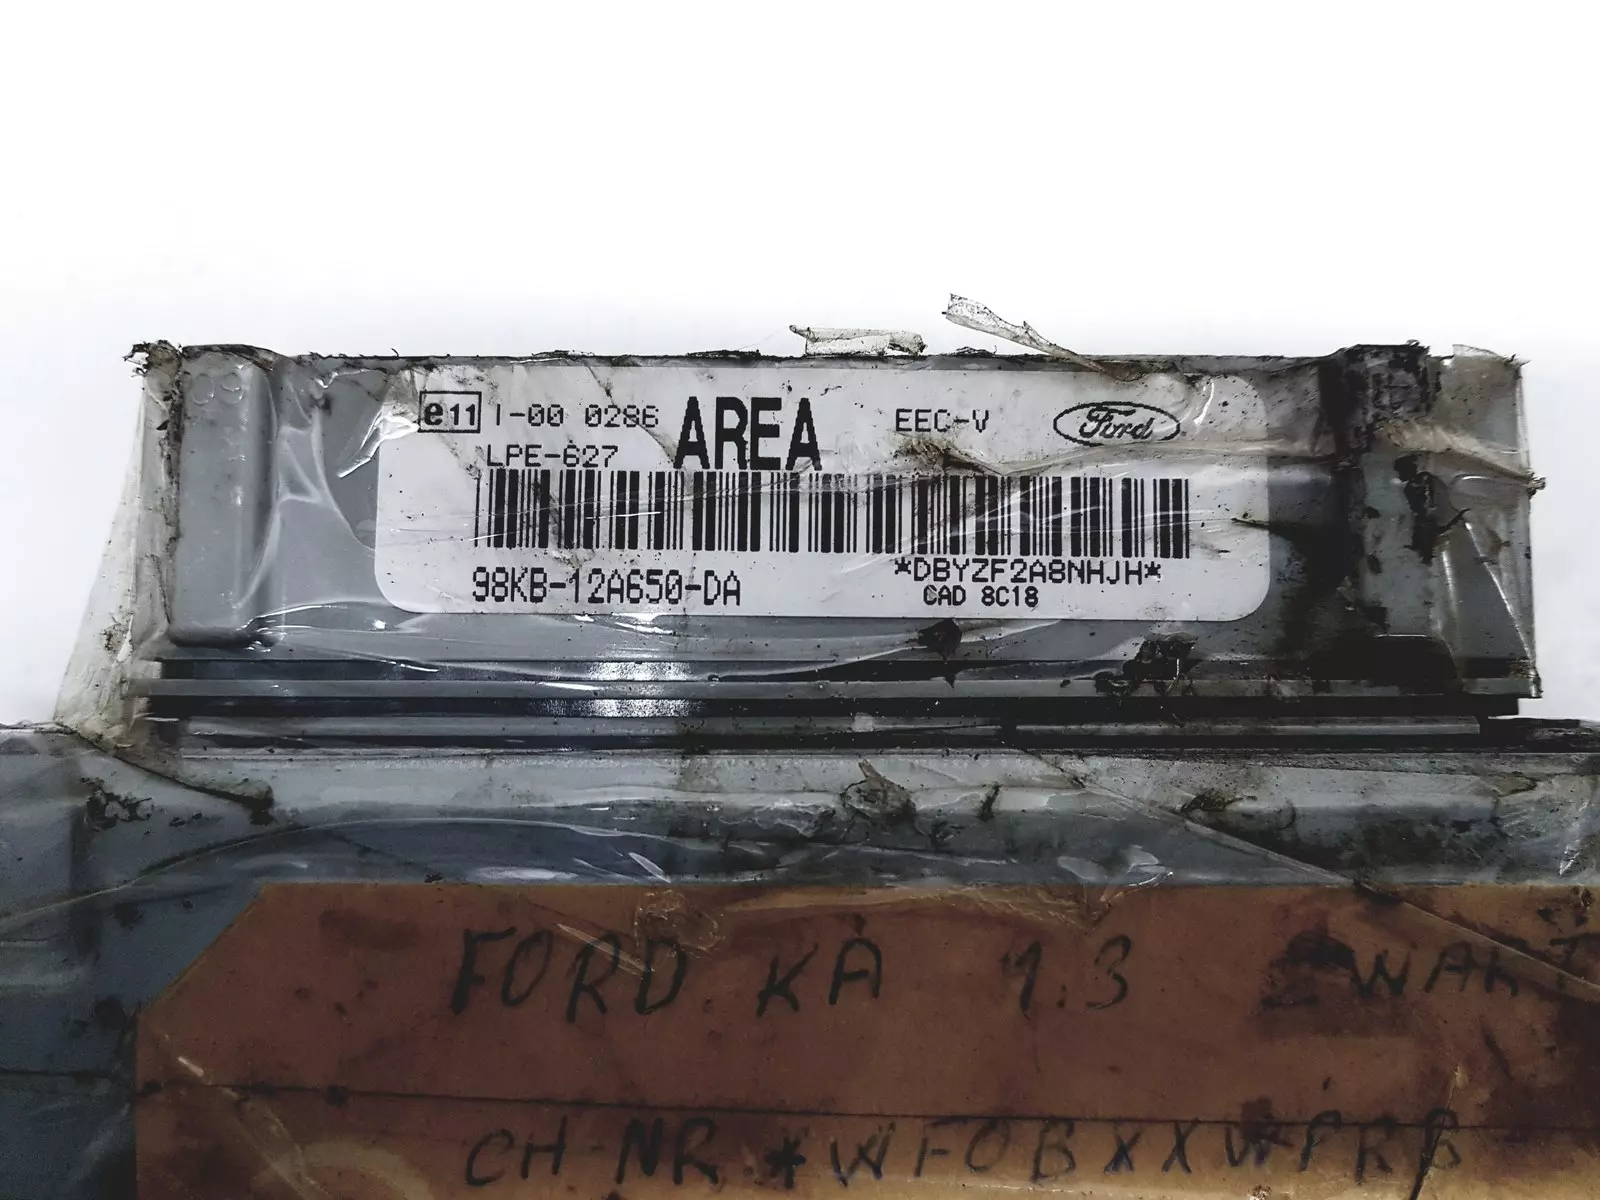 e11 I-00 0286 AREA EEC-V Ford
LPE-627
98KB-12A650-DA *DBYZF2A8NHJH*
CAD 8C18
FORD KA 1.3 ZWART
CH-NR *WFOBXXWPRB